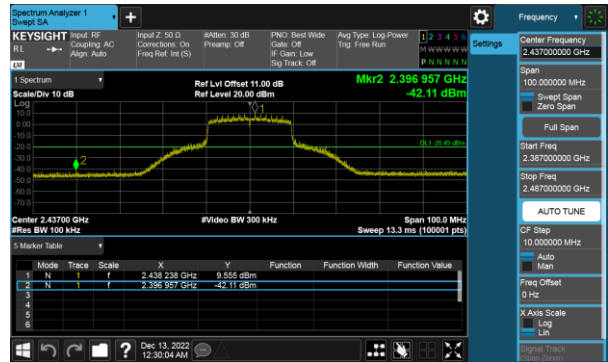 Spectrum Analyzer 1
Swept SA
+
Frequency
KEYSIGHT Input: RF Input Z: 50 Ω #Atten: 30 dB PNO: Best Wide Avg Type: Log-Power 1 2 3 4 5 6
RL Coupling: AC Corrections: On Preamp: Off Gate: Off Trig: Free Run M W W W W W
Align: Auto Freq Ref: Int (S) IF Gain: Low
Sig Track: Off P N N N N N
LXI
Settings
1 Spectrum
Scale/Div 10 dB
Ref Lvl Offset 11.00 dB
Ref Level 20.00 dBm
Mkr2 2.396 957 GHz
-42.11 dBm
Log
10.0
0.00
-10.0
-20.0
-30.0
-40.0
-50.0
-60.0
-70.0
1
2
DL1 -20.45 dBm
Center 2.43700 GHz #Video BW 300 kHz Span 100.0 MHz
#Res BW 100 kHz Sweep 13.3 ms (100001 pts)
5 Marker Table
Mode Trace Scale X Y Function Function Width Function Value
1 N 1 f 2.438 238 GHz 9.555 dBm
2 N 1 f 2.396 957 GHz -42.11 dBm
3
4
5
6
Center Frequency
2.437000000 GHz
Span
100.000000 MHz
Swept Span
Zero Span
Full Span
Start Freq
2.387000000 GHz
Stop Freq
2.487000000 GHz
AUTO TUNE
CF Step
10.000000 MHz
Auto
Man
Freq Offset
0 Hz
X Axis Scale
Log
Lin
Signal Track
(Span Zoom)
?
Dec 13, 2022
12:30:04 AM